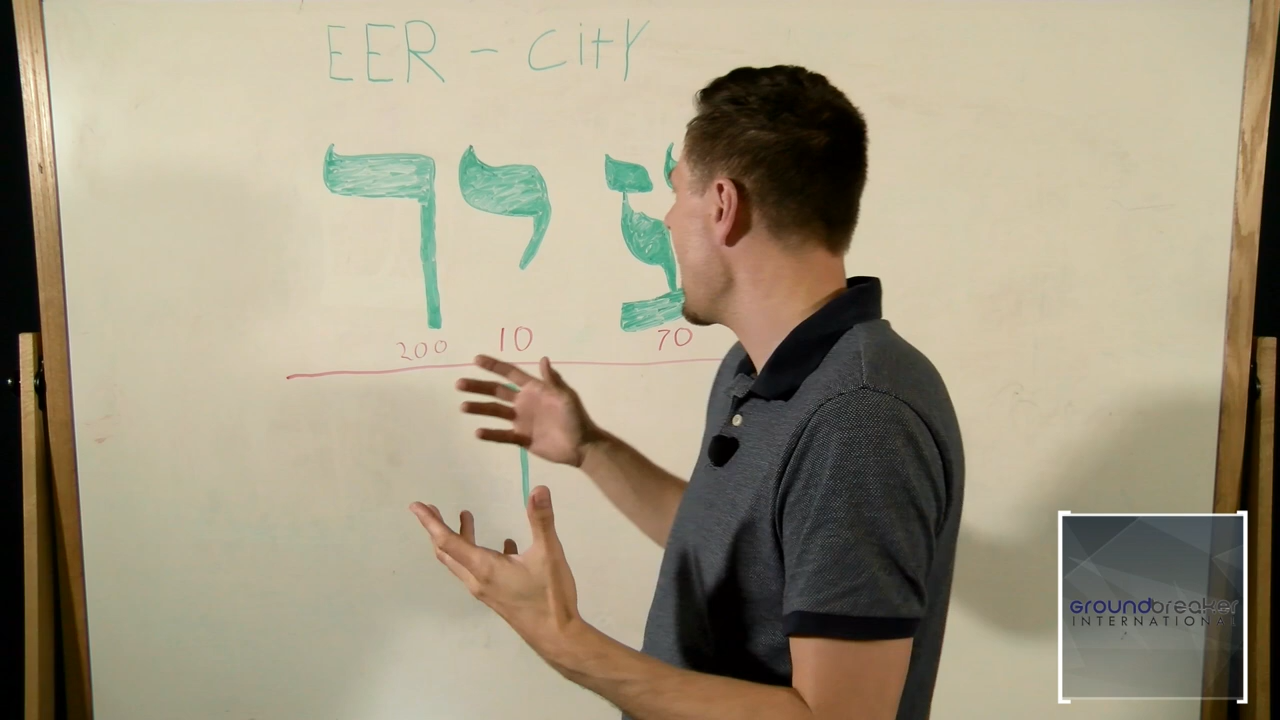 EER - City
עיר
200 10 70
Groundbreaker
INTERNATIONAL